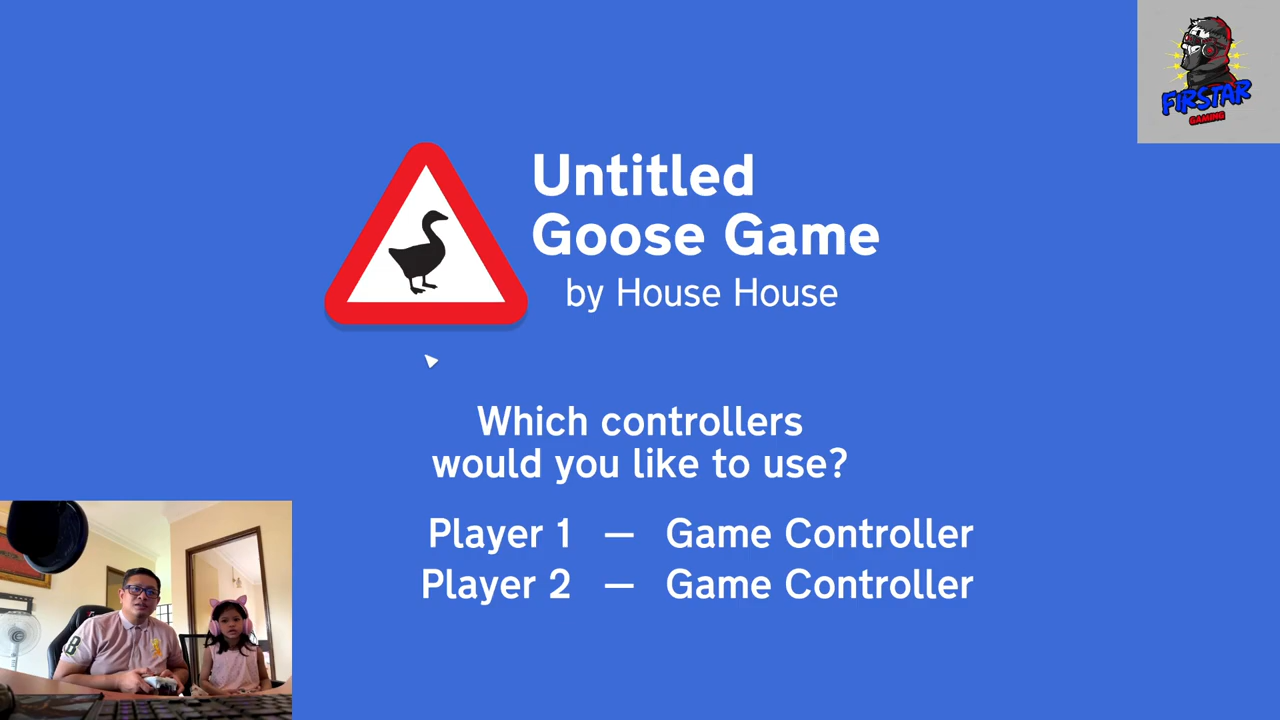 FIRSTAR
GAMING
Untitled
Goose Game
by House House
Which controllers
would you like to use?
Player 1 — Game Controller
Player 2 — Game Controller